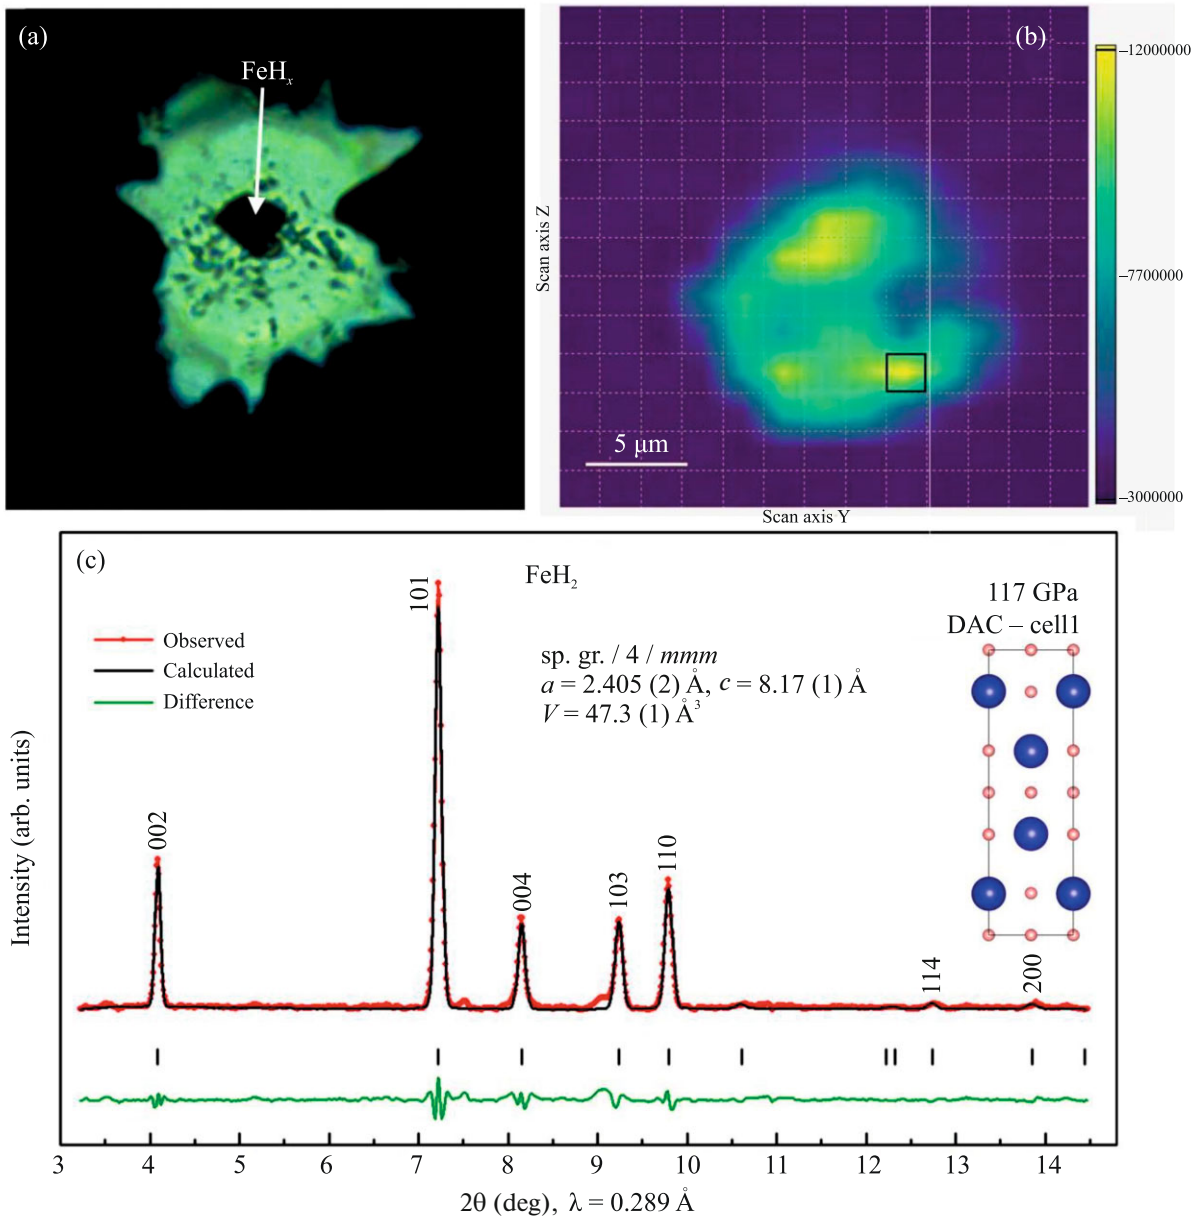 (a)
FeHₓ
(b)
Scan axis Z
Scan axis Y
5 μm
–12000000
–7700000
–3000000
(c)
FeH₂
117 GPa
DAC – cell1
Observed
Calculated
Difference
sp. gr. / 4 / mmm
a = 2.405 (2) Å, c = 8.17 (1) Å
V = 47.3 (1) Å³
002
101
004
103
110
114
200
Intensity (arb. units)
3 4 5 6 7 8 9 10 11 12 13 14
2θ (deg), λ = 0.289 Å